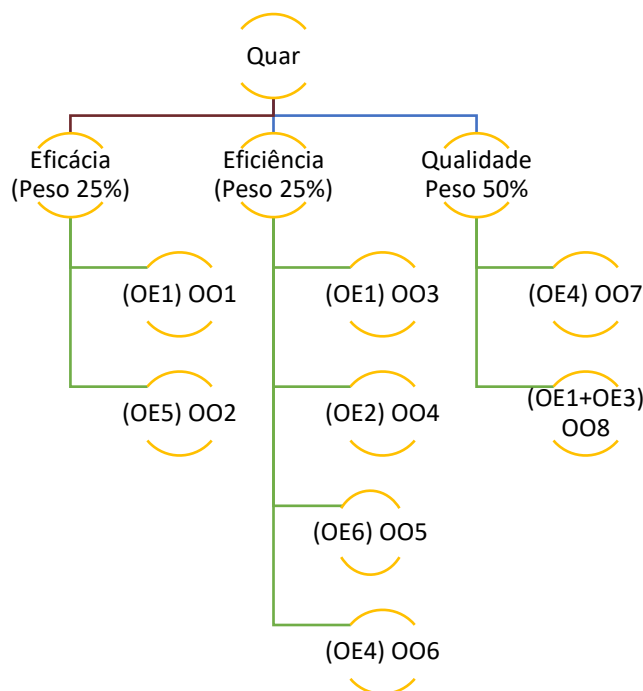 Quar
Eficácia
(Peso 25%)
Eficiência
(Peso 25%)
Qualidade
Peso 50%
(OE1) OO1
(OE1) OO3
(OE4) OO7
(OE5) OO2
(OE2) OO4
(OE1+OE3)
OO8
(OE6) OO5
(OE4) OO6